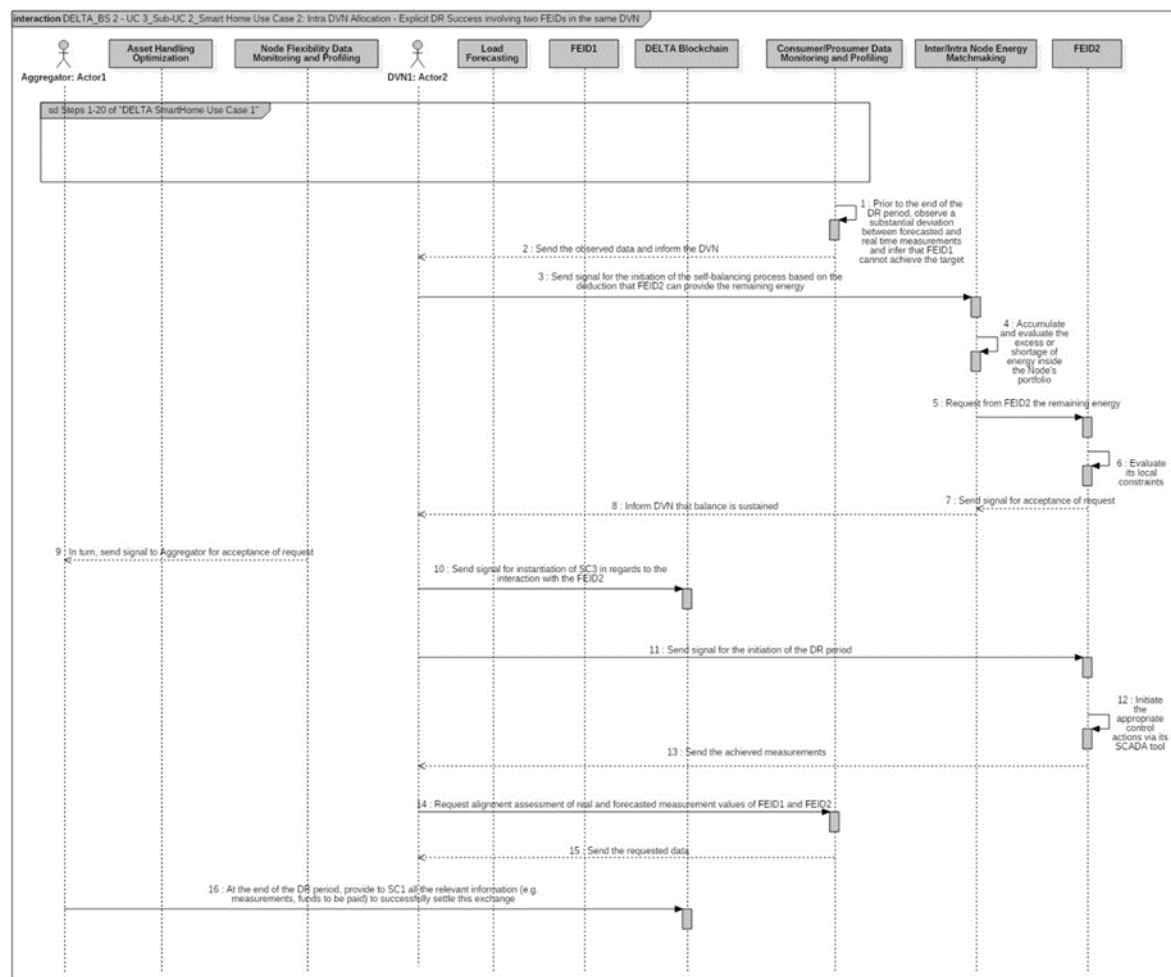 interaction DELTA_BS 2 - UC 3_Sub-UC 2_Smart Home Use Case 2: Intra DVN Allocation - Explicit DR Success involving two FEIDs in the same DVN
Aggregator: Actor1
Asset Handling
Optimization
Node Flexibility Data
Monitoring and Profiling
DVN1: Actor2
Load
Forecasting
FEID1
DELTA Blockchain
Consumer/Prosumer Data
Monitoring and Profiling
Inter/Intra Node Energy
Matchmaking
FEID2
sd Steps 1-20 of "DELTA SmartHome Use Case 1"
1 : Prior to the end of the
DR period, observe a
substantial deviation
between forecasted and
real time measurements
and infer that FEID1
cannot achieve the target
2 : Send the observed data and inform the DVN
3 : Send signal for the initiation of the self-balancing process based on the
deduction that FEID2 can provide the remaining energy
4 : Accumulate
and evaluate the
excess or
shortage of
energy inside
the Node's
portfolio
5 : Request from FEID2 the remaining energy
6 : Evaluate
its local
constraints
7 : Send signal for acceptance of request
8 : Inform DVN that balance is sustained
9 : In turn, send signal to Aggregator for acceptance of request
10 : Send signal for instantiation of SC3 in regards to the
interaction with the FEID2
11 : Send signal for the initiation of the DR period
12 : Initiate
the
appropriate
control
actions via its
SCADA tool
13 : Send the achieved measurements
14 : Request alignment assessment of real and forecasted measurement values of FEID1 and FEID2
15 : Send the requested data
16 : At the end of the DR period, provide to SC1 all the relevant information (e.g.
measurements, funds to be paid) to successfully settle this exchange